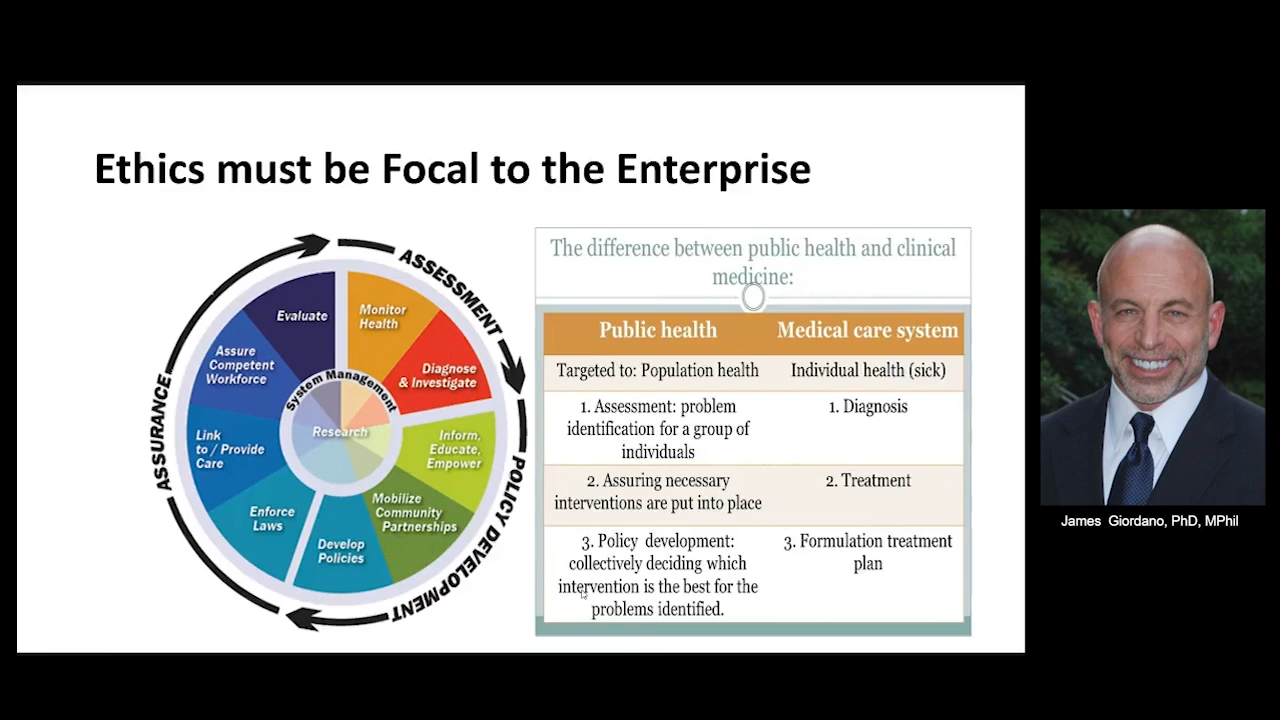 Ethics must be Focal to the Enterprise
ASSESSMENT
POLICY DEVELOPMENT
ASSURANCE
Evaluate
Monitor
Health
Diagnose
& Investigate
Inform,
Educate,
Empower
Mobilize
Community
Partnerships
Develop
Policies
Enforce
Laws
Link
to / Provide
Care
Assure
Competent
Workforce
System Management
Research
The difference between public health and clinical
medicine:
Public health
Medical care system
Targeted to: Population health
Individual health (sick)
1. Assessment: problem
identification for a group of
individuals
1. Diagnosis
2. Assuring necessary
interventions are put into place
2. Treatment
3. Policy development:
collectively deciding which
intervention is the best for the
problems identified.
3. Formulation treatment
plan
James Giordano, PhD, MPhil